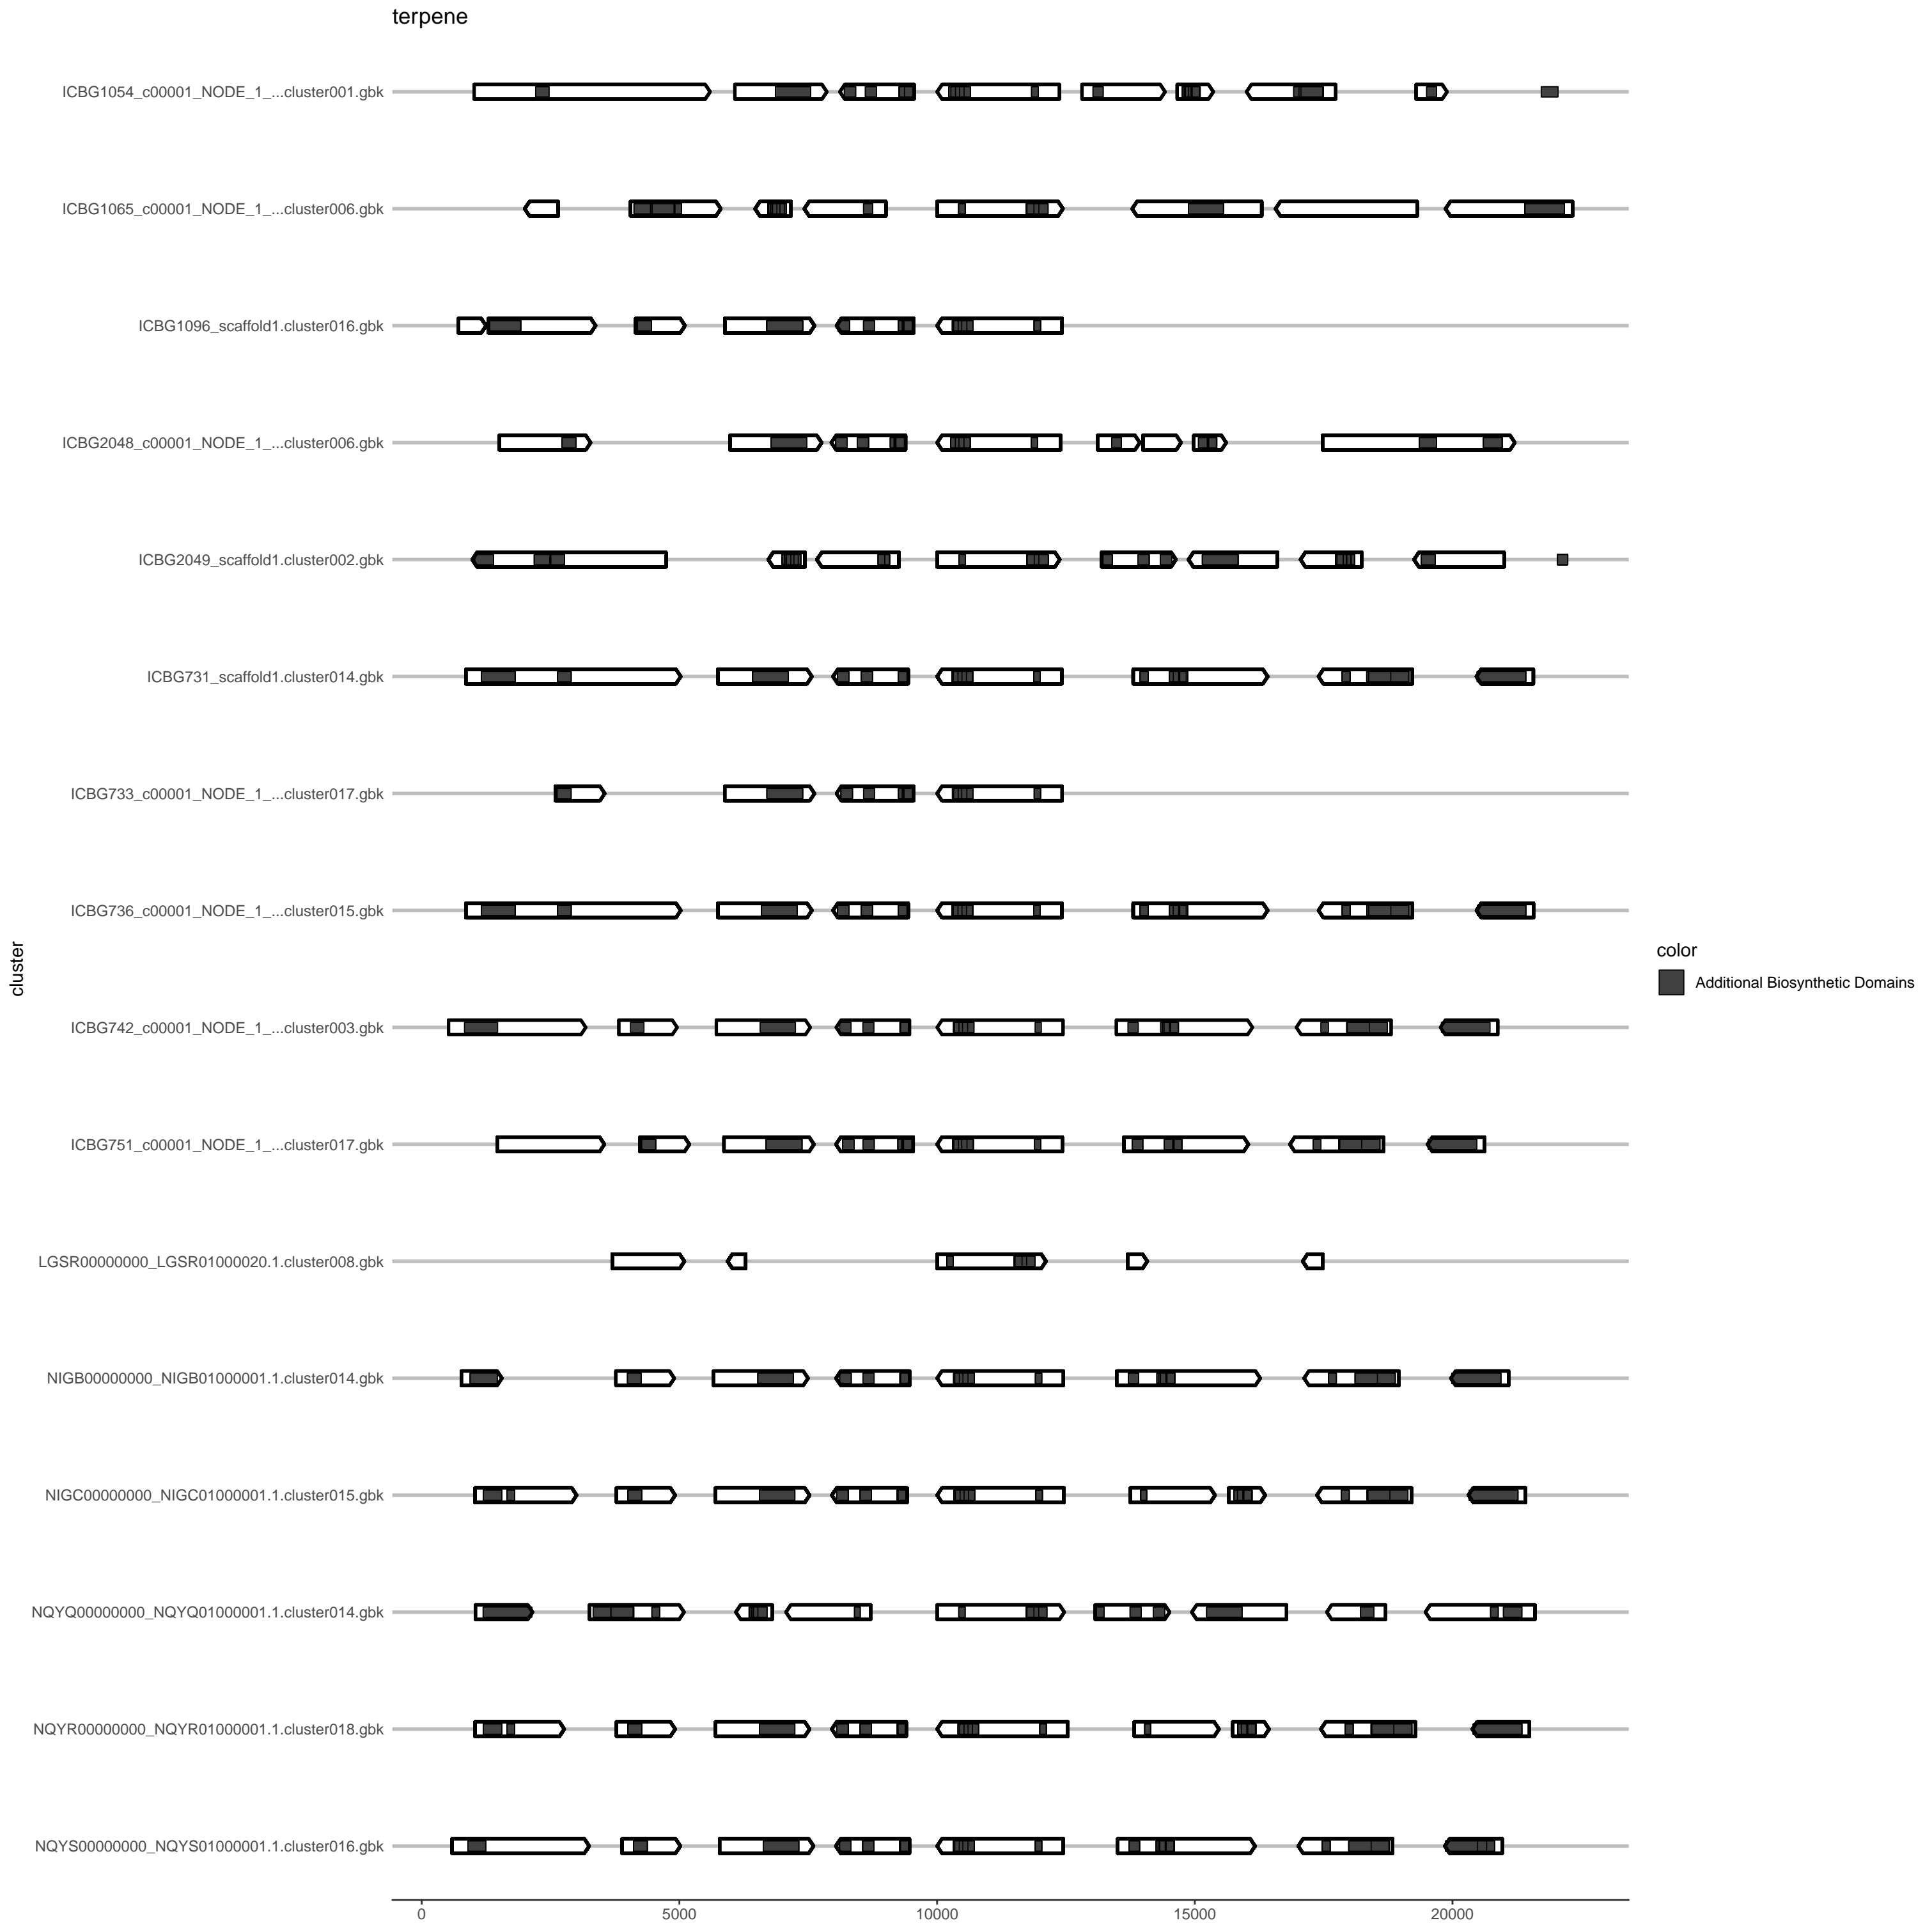 terpene
ICBG1054_c00001_NODE_1_...cluster001.gbk
ICBG1065_c00001_NODE_1_...cluster006.gbk
ICBG1096_scaffold1.cluster016.gbk
ICBG2048_c00001_NODE_1_...cluster006.gbk
ICBG2049_scaffold1.cluster002.gbk
ICBG731_scaffold1.cluster014.gbk
ICBG733_c00001_NODE_1_...cluster017.gbk
ICBG736_c00001_NODE_1_...cluster015.gbk
ICBG742_c00001_NODE_1_...cluster003.gbk
ICBG751_c00001_NODE_1_...cluster017.gbk
LGSR00000000_LGSR01000020.1.cluster008.gbk
NIGB00000000_NIGB01000001.1.cluster014.gbk
NIGC00000000_NIGC01000001.1.cluster015.gbk
NQYQ00000000_NQYQ01000001.1.cluster014.gbk
NQYR00000000_NQYR01000001.1.cluster018.gbk
NQYS00000000_NQYS01000001.1.cluster016.gbk
cluster
0 5000 10000 15000 20000
color
Additional Biosynthetic Domains